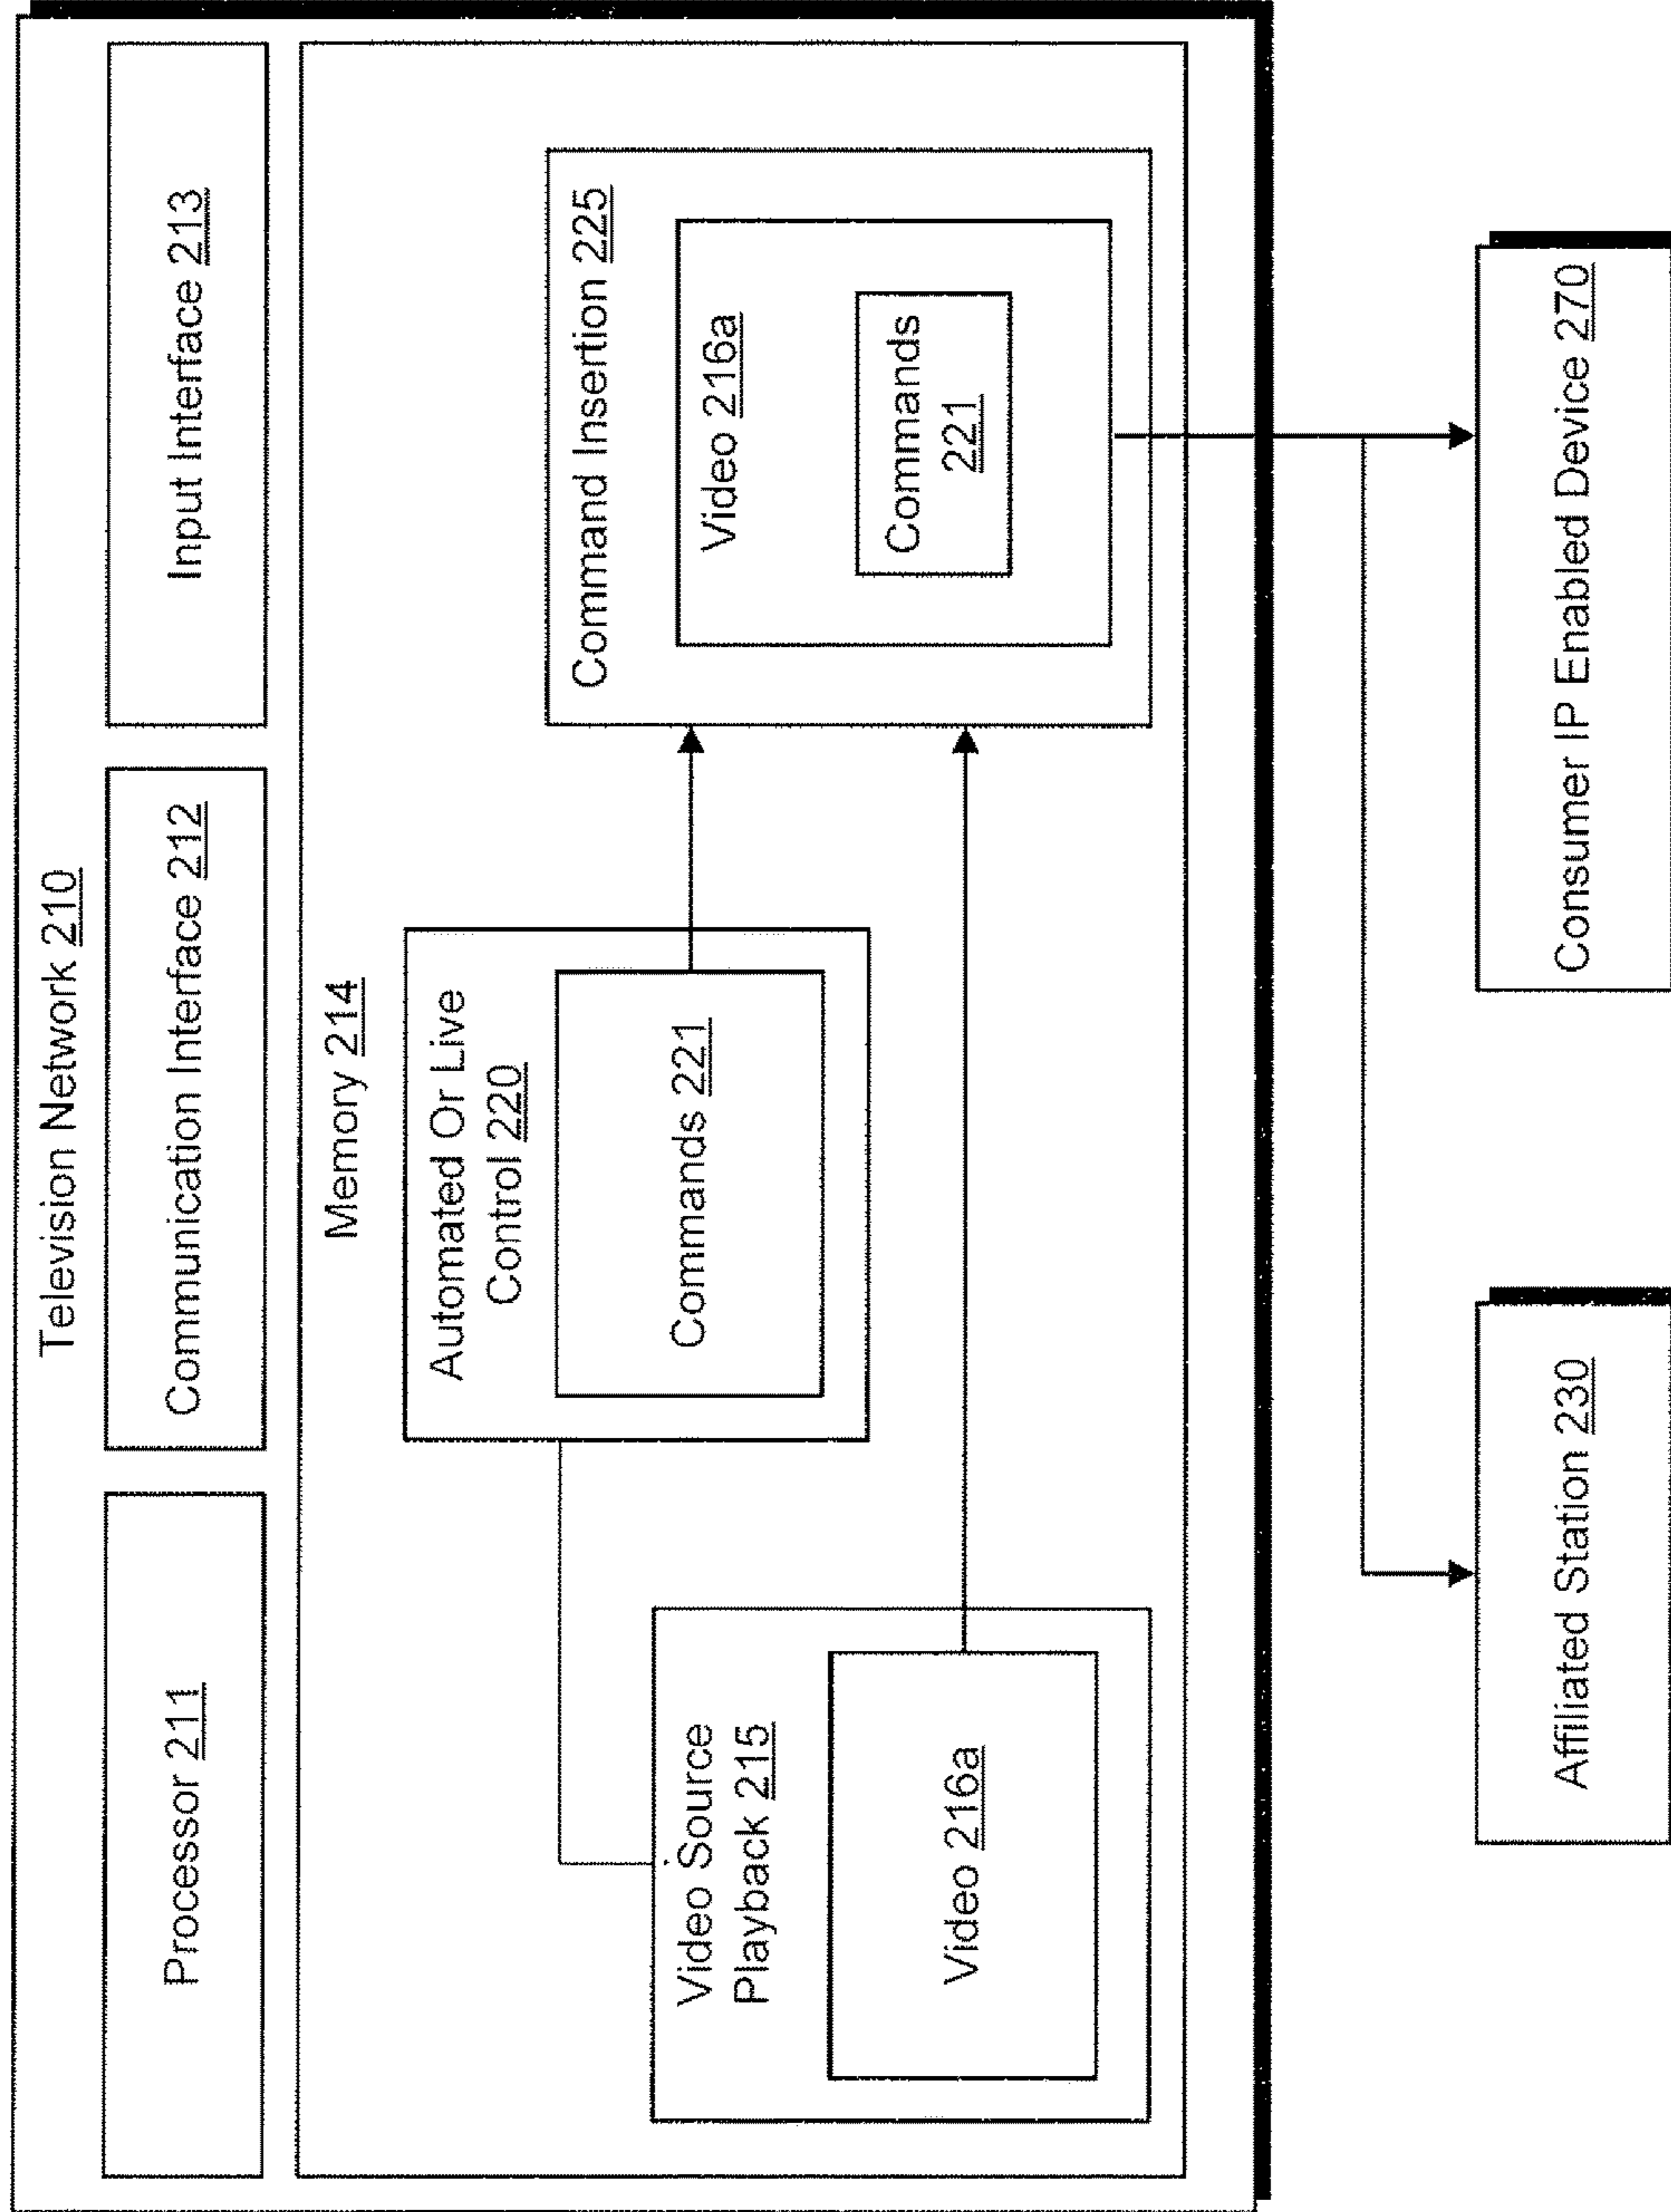 Television Network 210
Processor 211
Communication Interface 212
Input Interface 213
Memory 214
Video Source
Playback 215
Video 216a
Automated Or Live
Control 220
Commands 221
Command Insertion 225
Video 216a
Commands
221
Affiliated Station 230
Consumer IP Enabled Device 270